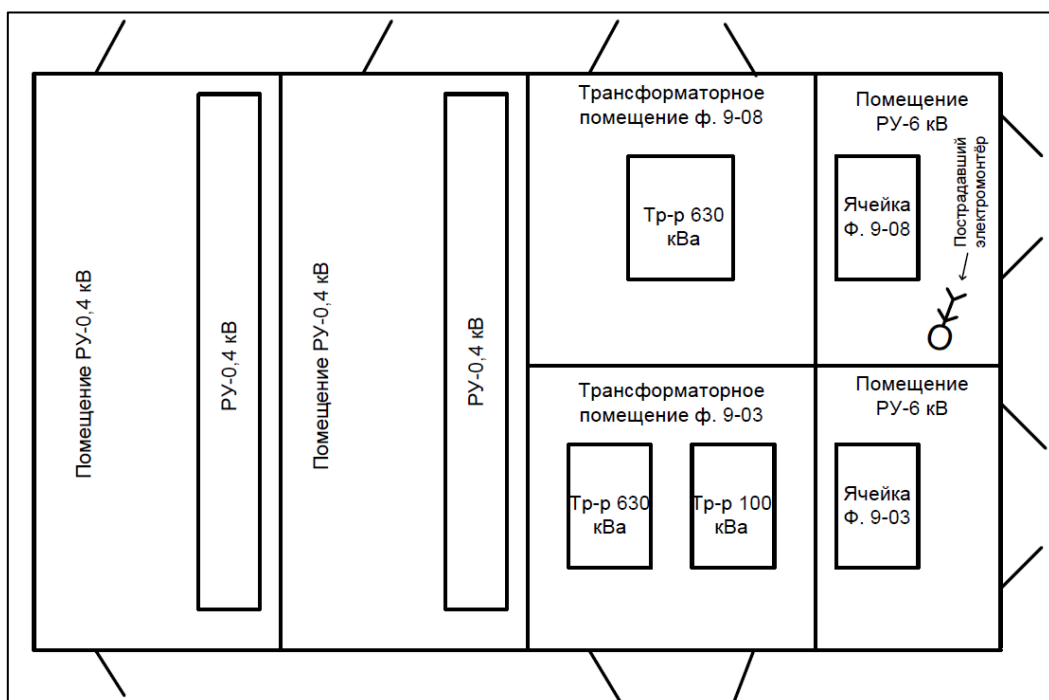 Помещение РУ-0,4 кВ
РУ-0,4 кВ
Помещение РУ-0,4 кВ
РУ-0,4 кВ
Трансформаторное
помещение ф. 9-08
Тр-р 630
кВа
Помещение
РУ-6 кВ
Ячейка
Ф. 9-08
Пострадавший
электромонтёр
Трансформаторное
помещение ф. 9-03
Тр-р 630
кВа
Тр-р 100
кВа
Помещение
РУ-6 кВ
Ячейка
Ф. 9-03